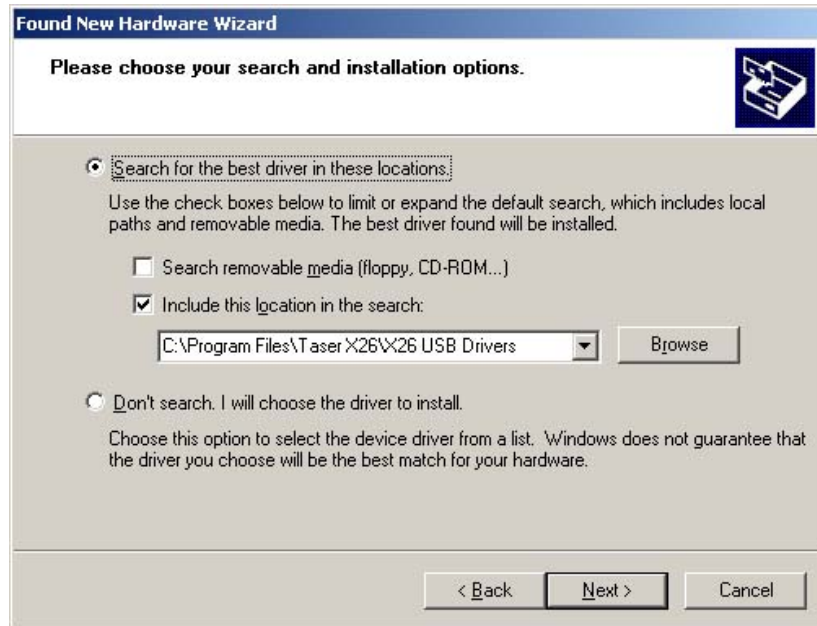 Found New Hardware Wizard
Please choose your search and installation options.
Search for the best driver in these locations.
Use the check boxes below to limit or expand the default search, which includes local
paths and removable media. The best driver found will be installed.
Search removable media (floppy, CD-ROM...)
Include this location in the search:
C:\Program Files\Taser X26\X26 USB Drivers
Browse
Don't search. I will choose the driver to install.
Choose this option to select the device driver from a list. Windows does not guarantee that
the driver you choose will be the best match for your hardware.
< Back Next > Cancel